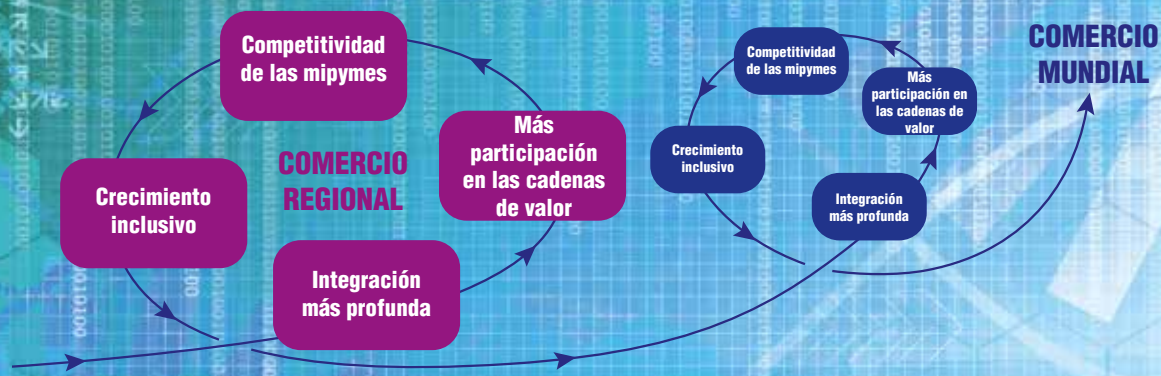 Competitividad
de las mipymes
Crecimiento
inclusivo
COMERCIO
REGIONAL
Más
participación
en las cadenas
de valor
Integración
más profunda
Competitividad
de las mipymes
Crecimiento
inclusivo
Más
participación en
las cadenas de
valor
Integración
más profunda
COMERCIO
MUNDIAL